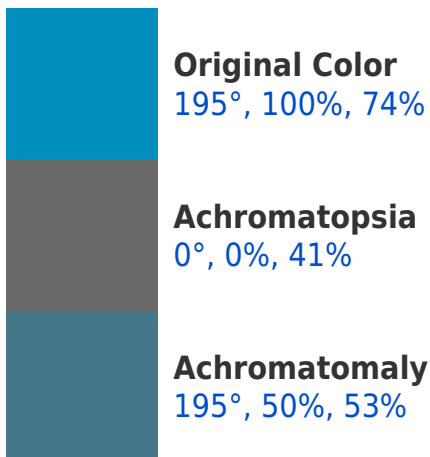 Original Color
195°, 100%, 74%
Achromatopsia
0°, 0%, 41%
Achromatomaly
195°, 50%, 53%